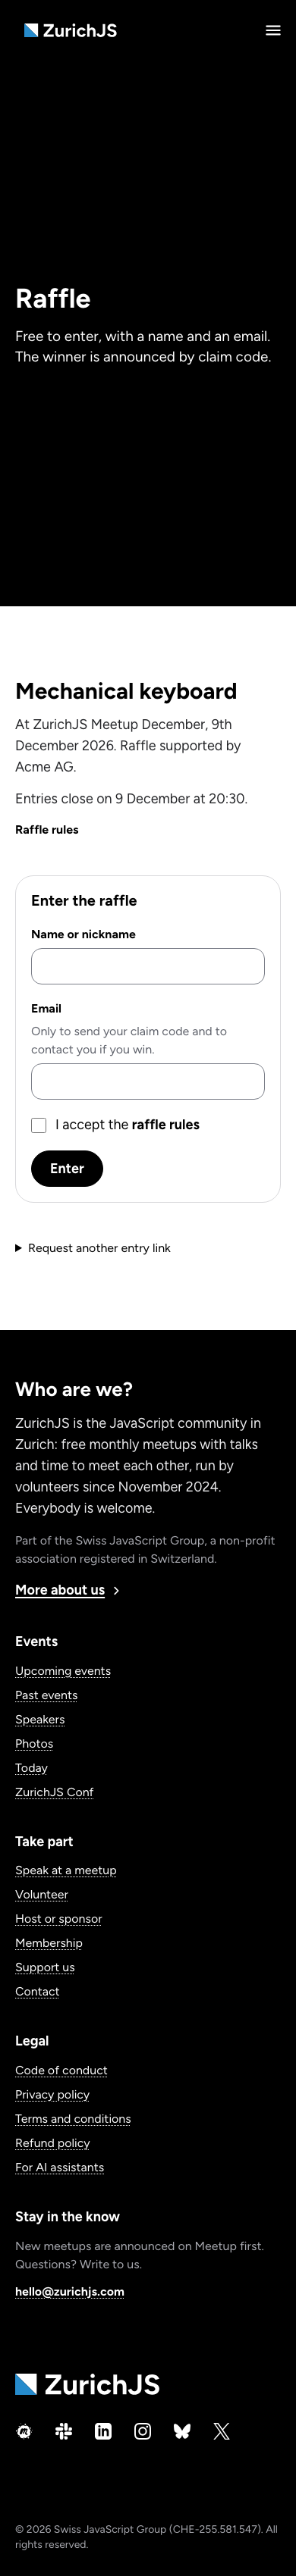 ZurichJS
Raffle
Free to enter, with a name and an email.
The winner is announced by claim code.
Mechanical keyboard
At ZurichJS Meetup December, 9th
December 2026. Raffle supported by
Acme AG.
Entries close on 9 December at 20:30.
Raffle rules
Enter the raffle
Name or nickname
Email
Only to send your claim code and to
contact you if you win.
I accept the raffle rules
Enter
Request another entry link
Who are we?
ZurichJS is the JavaScript community in
Zurich: free monthly meetups with talks
and time to meet each other, run by
volunteers since November 2024.
Everybody is welcome.
Part of the Swiss JavaScript Group, a non-profit
association registered in Switzerland.
More about us
Events
Upcoming events
Past events
Speakers
Photos
Today
ZurichJS Conf
Take part
Speak at a meetup
Volunteer
Host or sponsor
Membership
Support us
Contact
Legal
Code of conduct
Privacy policy
Terms and conditions
Refund policy
For AI assistants
Stay in the know
New meetups are announced on Meetup first.
Questions? Write to us.
hello@zurichjs.com
ZurichJS
© 2026 Swiss JavaScript Group (CHE-255.581.547). All
rights reserved.